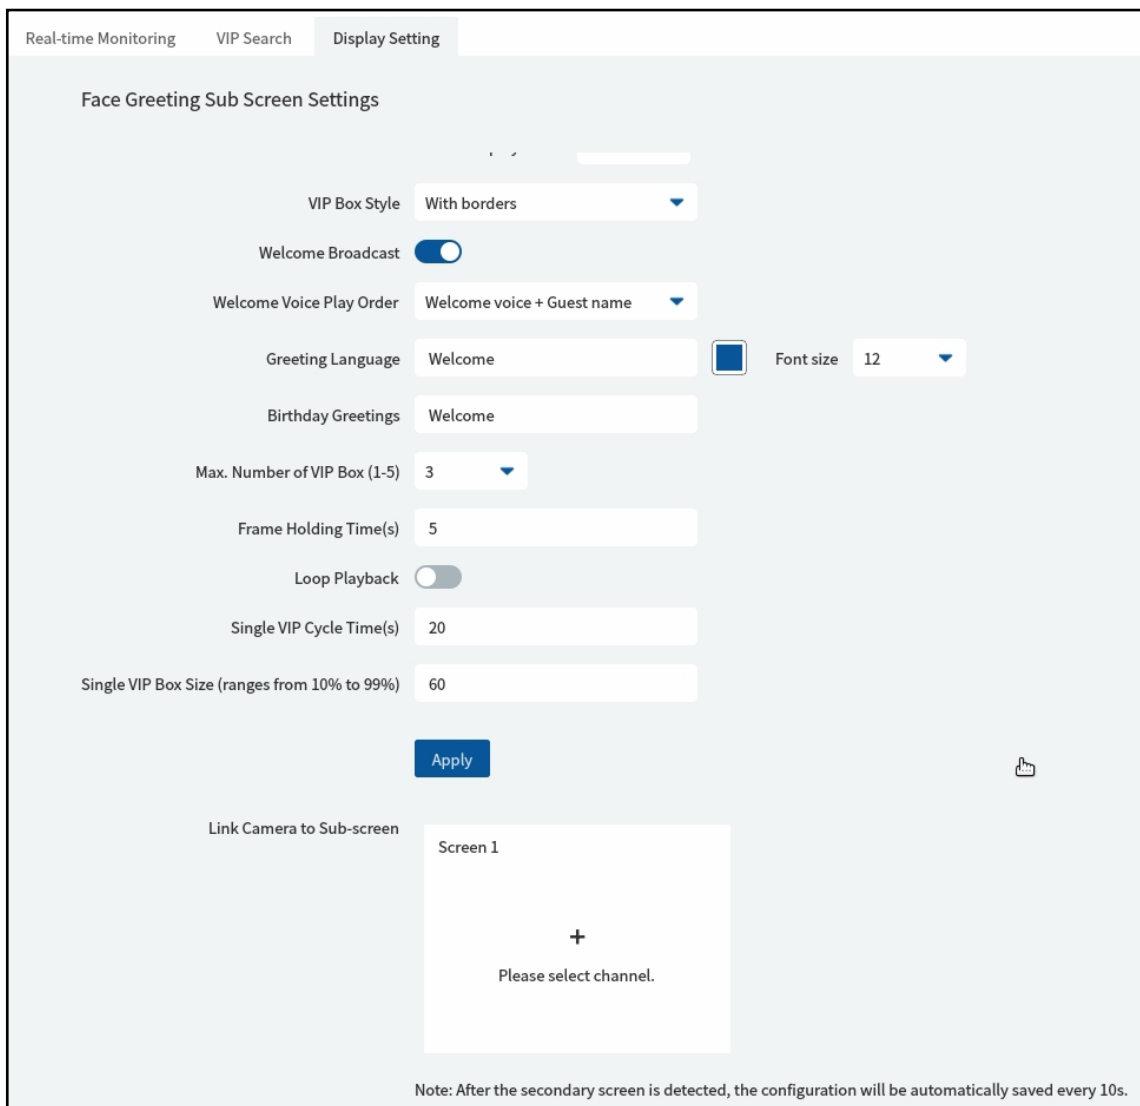 Real-time Monitoring VIP Search Display Setting
Face Greeting Sub Screen Settings
VIP Box Style With borders
Welcome Broadcast
Welcome Voice Play Order Welcome voice + Guest name
Greeting Language Welcome Font size 12
Birthday Greetings Welcome
Max. Number of VIP Box (1-5) 3
Frame Holding Time(s) 5
Loop Playback
Single VIP Cycle Time(s) 20
Single VIP Box Size (ranges from 10% to 99%) 60
Apply
Link Camera to Sub-screen
Screen 1
+
Please select channel.
Note: After the secondary screen is detected, the configuration will be automatically saved every 10s.